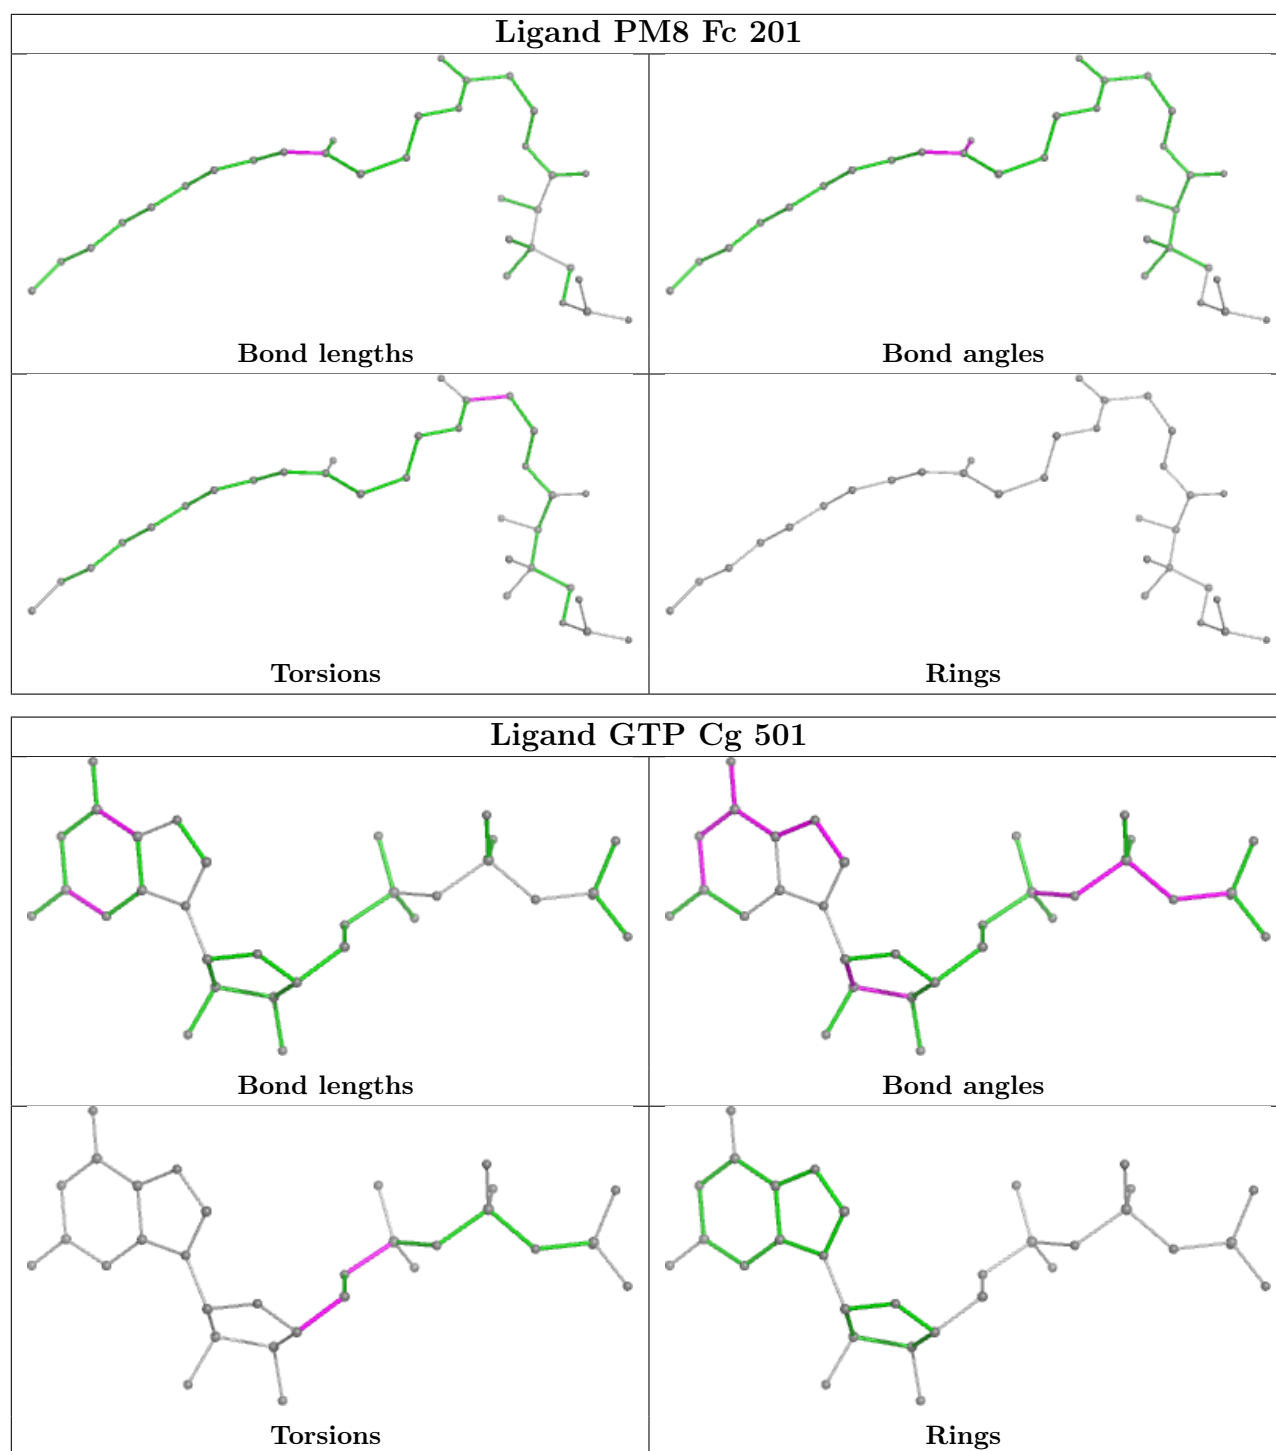 Ligand PM8 Fc 201
Bond lengths
Bond angles
Torsions
Rings
Ligand GTP Cg 501
Bond lengths
Bond angles
Torsions
Rings